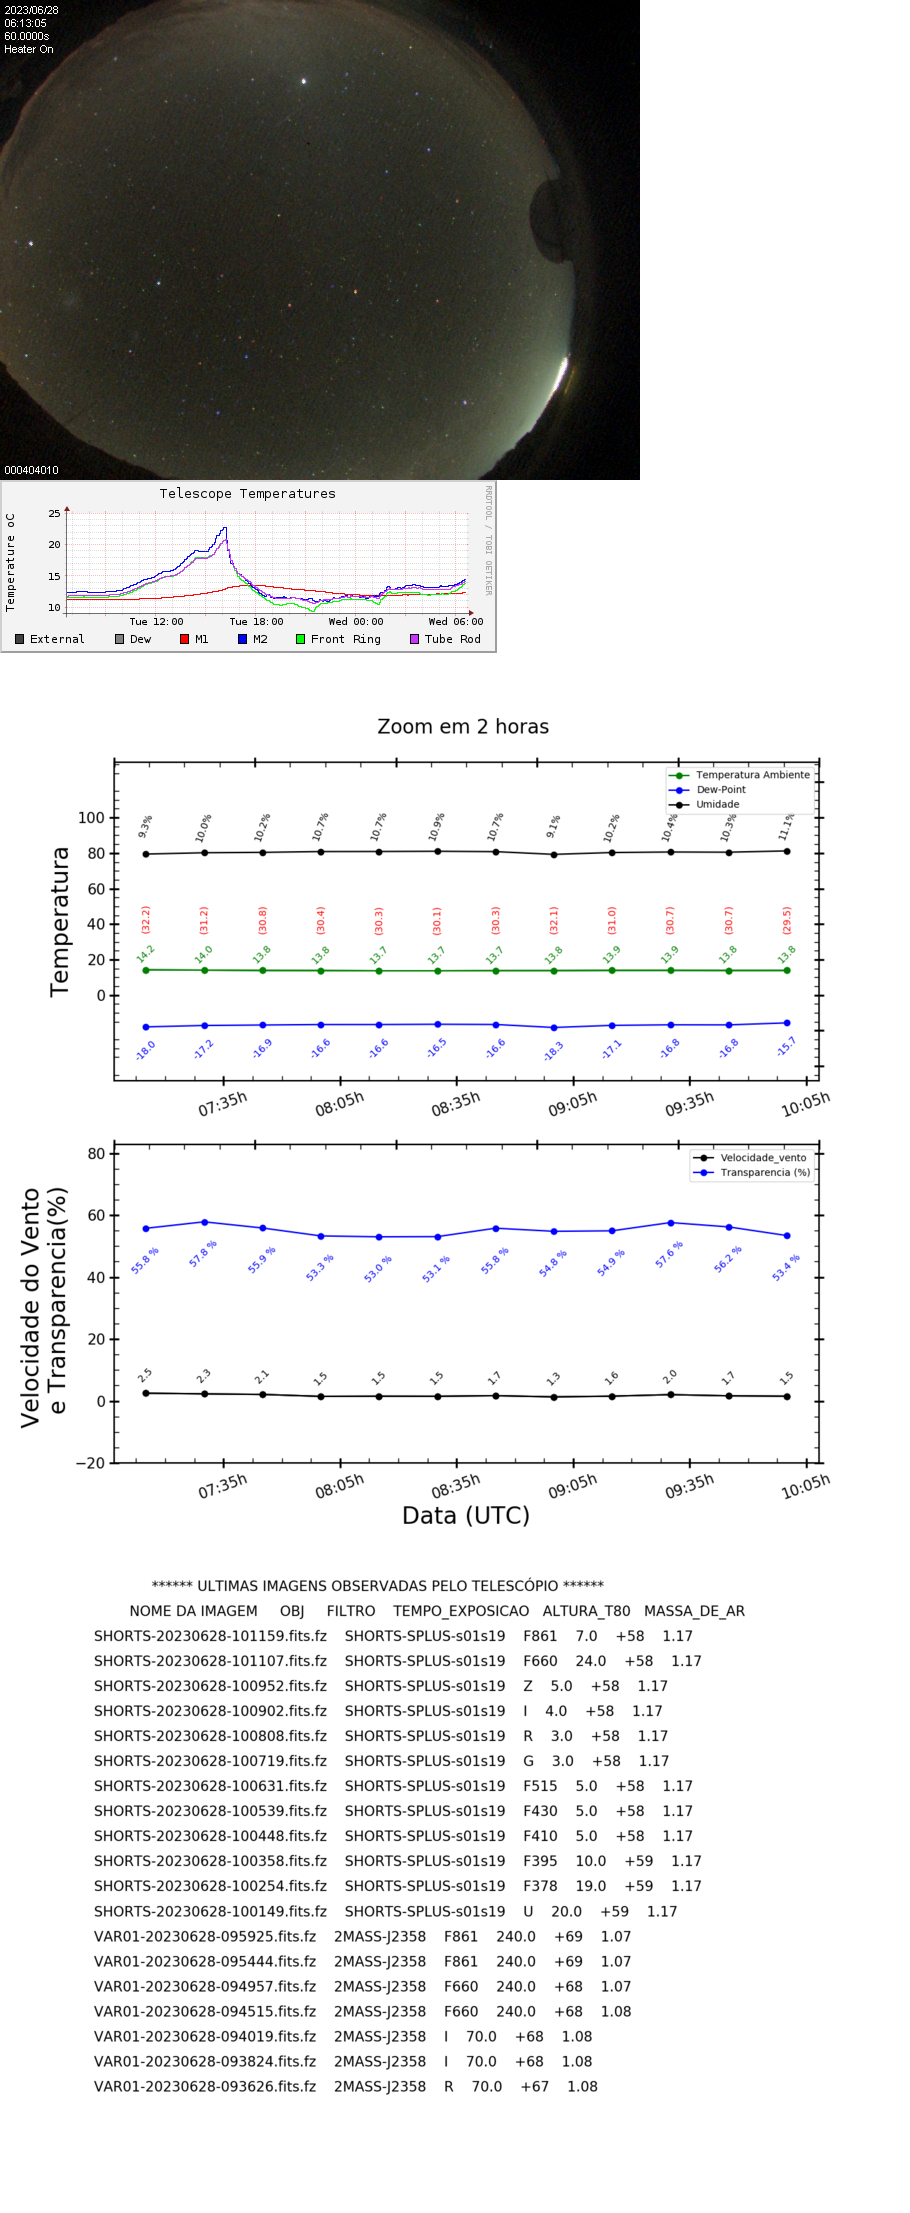 2023/06/28
06:13:05
60.0000s
Heater On
000404010
Telescope Temperatures
RRDTOOL / TOBI OETIKER
Temperature oC
25
20
15
10
Tue 12:00 Tue 18:00 Wed 00:00 Wed 06:00
External Dew M1 M2 Front Ring Tube Rod
Zoom em 2 horas
Temperatura Ambiente
Dew-Point
Umidade
Temperatura
100
80
60
40
20
0
9.3% 10.0% 10.2% 10.7% 10.7% 10.9% 10.7% 9.1% 10.2% 10.4% 10.3% 11.1%
(32.2) (31.2) (30.8) (30.4) (30.3) (30.1) (30.3) (32.1) (31.0) (30.7) (30.7) (29.5)
14.2 14.0 13.8 13.8 13.7 13.7 13.7 13.8 13.9 13.9 13.8 13.8
-18.0 -17.2 -16.9 -16.6 -16.6 -16.5 -16.6 -18.3 -17.1 -16.8 -16.8 -15.7
07:35h 08:05h 08:35h 09:05h 09:35h 10:05h
Velocidade_vento
Transparencia (%)
Velocidade do Vento
e Transparencia(%)
80
60
40
20
0
−20
55.8 % 57.8 % 55.9 % 53.3 % 53.0 % 53.1 % 55.8 % 54.8 % 54.9 % 57.6 % 56.2 % 53.4 %
2.5 2.3 2.1 1.5 1.5 1.5 1.7 1.3 1.6 2.0 1.7 1.5
07:35h 08:05h 08:35h 09:05h 09:35h 10:05h
Data (UTC)
****** ULTIMAS IMAGENS OBSERVADAS PELO TELESCÓPIO ******
NOME DA IMAGEM OBJ FILTRO TEMPO_EXPOSICAO ALTURA_T80 MASSA_DE_AR
SHORTS-20230628-101159.fits.fz SHORTS-SPLUS-s01s19 F861 7.0 +58 1.17
SHORTS-20230628-101107.fits.fz SHORTS-SPLUS-s01s19 F660 24.0 +58 1.17
SHORTS-20230628-100952.fits.fz SHORTS-SPLUS-s01s19 Z 5.0 +58 1.17
SHORTS-20230628-100902.fits.fz SHORTS-SPLUS-s01s19 I 4.0 +58 1.17
SHORTS-20230628-100808.fits.fz SHORTS-SPLUS-s01s19 R 3.0 +58 1.17
SHORTS-20230628-100719.fits.fz SHORTS-SPLUS-s01s19 G 3.0 +58 1.17
SHORTS-20230628-100631.fits.fz SHORTS-SPLUS-s01s19 F515 5.0 +58 1.17
SHORTS-20230628-100539.fits.fz SHORTS-SPLUS-s01s19 F430 5.0 +58 1.17
SHORTS-20230628-100448.fits.fz SHORTS-SPLUS-s01s19 F410 5.0 +58 1.17
SHORTS-20230628-100358.fits.fz SHORTS-SPLUS-s01s19 F395 10.0 +59 1.17
SHORTS-20230628-100254.fits.fz SHORTS-SPLUS-s01s19 F378 19.0 +59 1.17
SHORTS-20230628-100149.fits.fz SHORTS-SPLUS-s01s19 U 20.0 +59 1.17
VAR01-20230628-095925.fits.fz 2MASS-J2358 F861 240.0 +69 1.07
VAR01-20230628-095444.fits.fz 2MASS-J2358 F861 240.0 +69 1.07
VAR01-20230628-094957.fits.fz 2MASS-J2358 F660 240.0 +68 1.07
VAR01-20230628-094515.fits.fz 2MASS-J2358 F660 240.0 +68 1.08
VAR01-20230628-094019.fits.fz 2MASS-J2358 I 70.0 +68 1.08
VAR01-20230628-093824.fits.fz 2MASS-J2358 I 70.0 +68 1.08
VAR01-20230628-093626.fits.fz 2MASS-J2358 R 70.0 +67 1.08